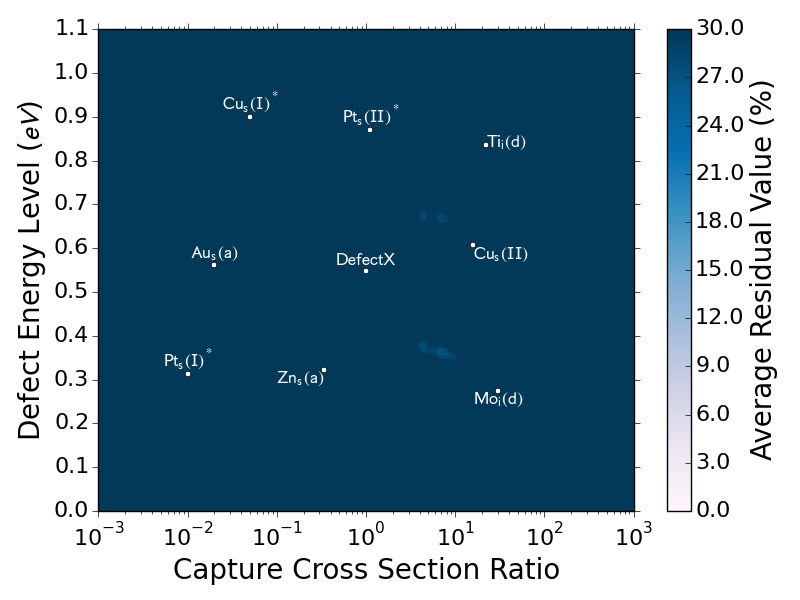 1.1
1.0
0.9
0.8
0.7
0.6
0.5
0.4
0.3
0.2
0.1
0.0
Defect Energy Level (eV)
Cuₛ(I)*
Ptₛ(II)*
Tiᵢ(d)
Auₛ(a)
DefectX
Cuₛ(II)
Ptₛ(I)*
Znₛ(a)
Moᵢ(d)
10⁻³ 10⁻² 10⁻¹ 10⁰ 10¹ 10² 10³
Capture Cross Section Ratio
30.0
27.0
24.0
21.0
18.0
15.0
12.0
9.0
6.0
3.0
0.0
Average Residual Value (%)